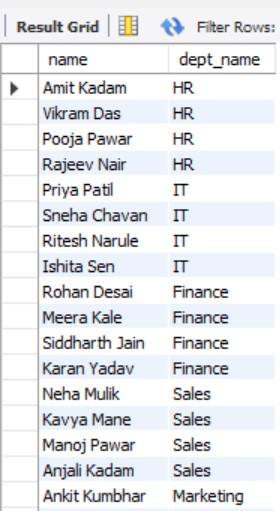 Result Grid Filter Rows:
name dept_name
Amit Kadam HR
Vikram Das HR
Pooja Pawar HR
Rajeev Nair HR
Priya Patil IT
Sneha Chavan IT
Ritesh Narule IT
Ishita Sen IT
Rohan Desai Finance
Meera Kale Finance
Siddharth Jain Finance
Karan Yadav Finance
Neha Mulik Sales
Kavya Mane Sales
Manoj Pawar Sales
Anjali Kadam Sales
Ankit Kumbhar Marketing